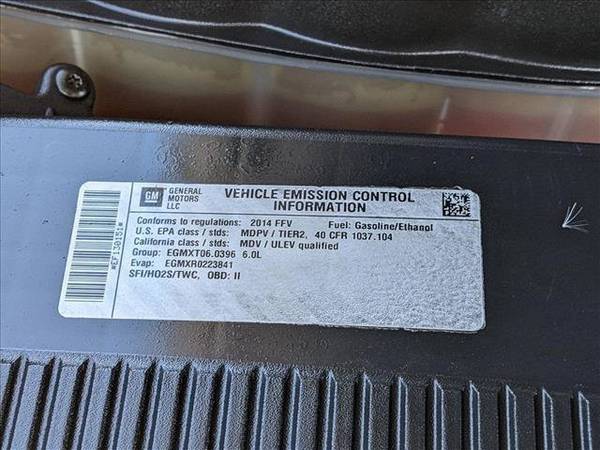 GM
GENERAL
MOTORS
LLC
VEHICLE EMISSION CONTROL
INFORMATION
Conforms to regulations: 2014 FFV Fuel: Gasoline/Ethanol
U.S. EPA class / stds: MDPV / TIER2, 40 CFR 1037.104
California class / stds: MDV / ULEV qualified
Group: EGMXT06.0396 6.0L
Evap: EGMXR0223841
SFI/HO2S/TWC, OBD: II
*EF130151*